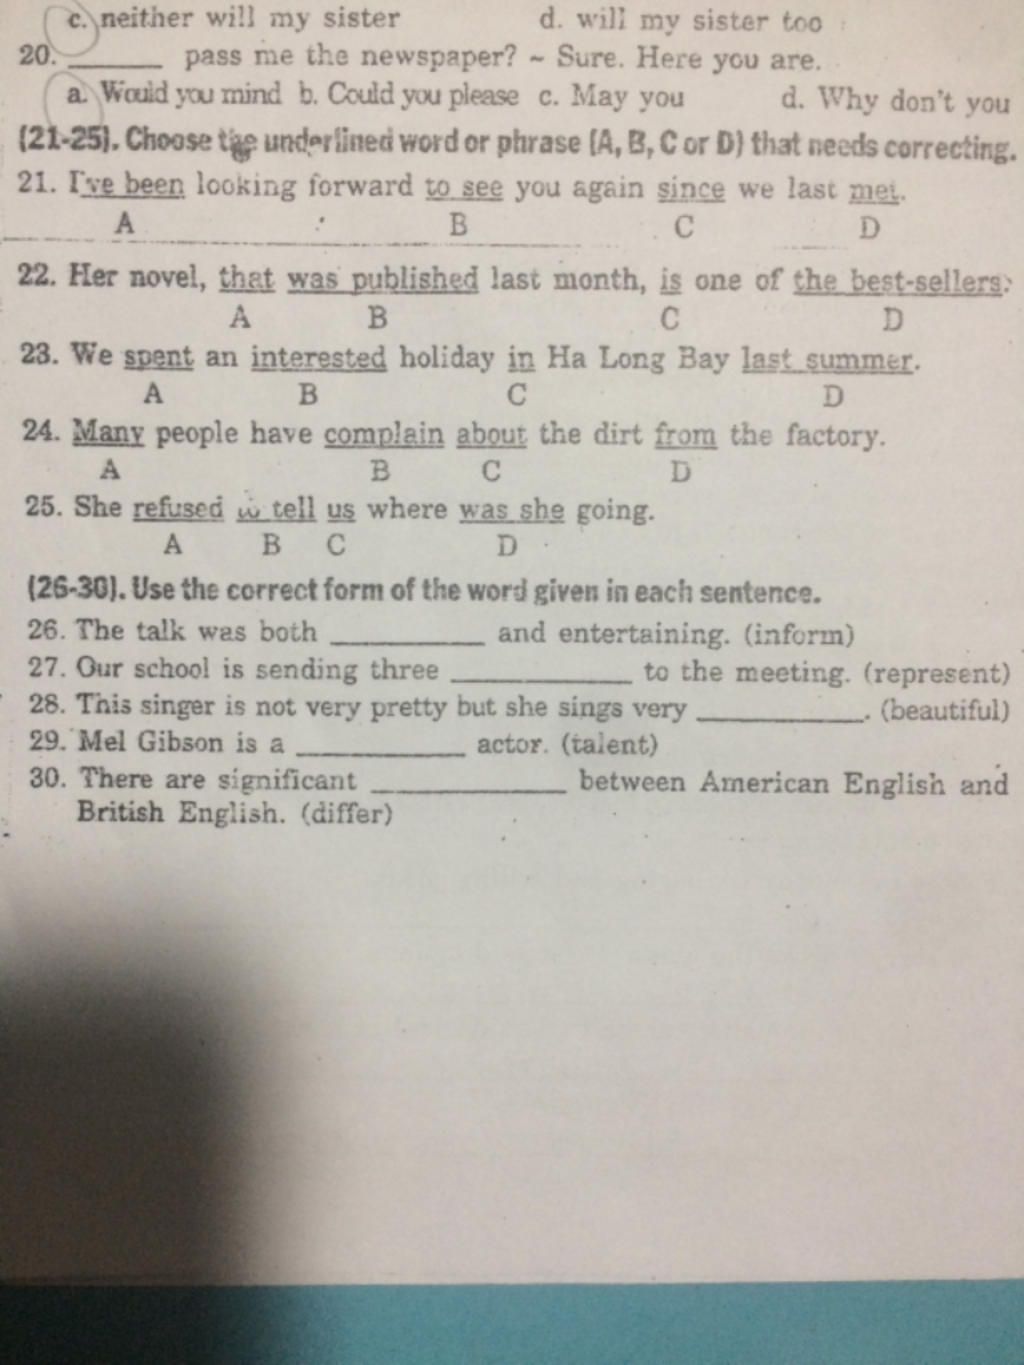 c. neither will my sister d. will my sister too
20. ______ pass me the newspaper? ~ Sure. Here you are.
a. Would you mind b. Could you please c. May you d. Why don't you
(21-25). Choose the underlined word or phrase (A, B, C or D) that needs correcting.
21. I've been looking forward to see you again since we last met.
A B C D
22. Her novel, that was published last month, is one of the best-sellers.
A B C D
23. We spent an interested holiday in Ha Long Bay last summer.
A B C D
24. Many people have complain about the dirt from the factory.
A B C D
25. She refused to tell us where was she going.
A B C D
(26-30). Use the correct form of the word given in each sentence.
26. The talk was both __________ and entertaining. (inform)
27. Our school is sending three ____________ to the meeting. (represent)
28. This singer is not very pretty but she sings very ___________. (beautiful)
29. Mel Gibson is a ___________ actor. (talent)
30. There are significant _____________ between American English and
British English. (differ)